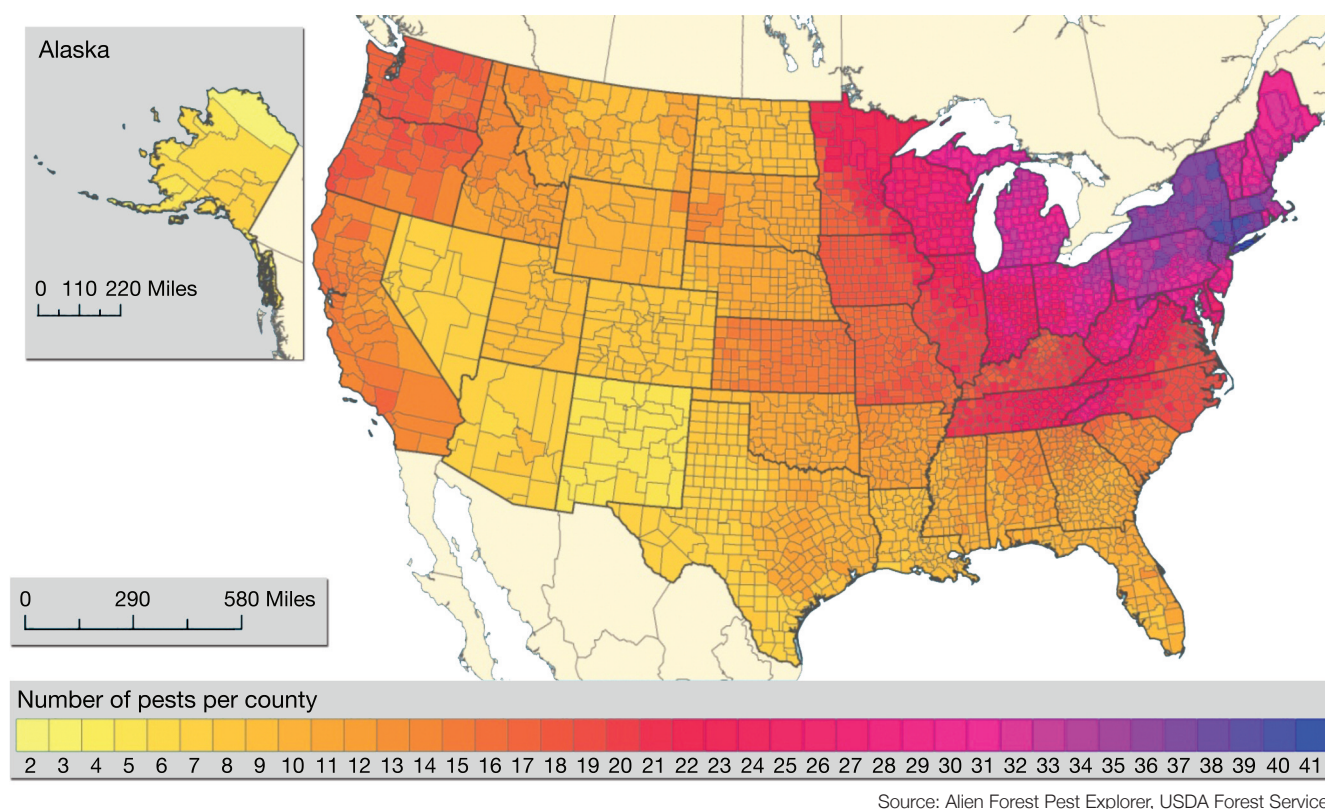 Alaska
0 110 220 Miles
0 290 580 Miles
Number of pests per county
2 3 4 5 6 7 8 9 10 11 12 13 14 15 16 17 18 19 20 21 22 23 24 25 26 27 28 29 30 31 32 33 34 35 36 37 38 39 40 41
Source: Alien Forest Pest Explorer, USDA Forest Service